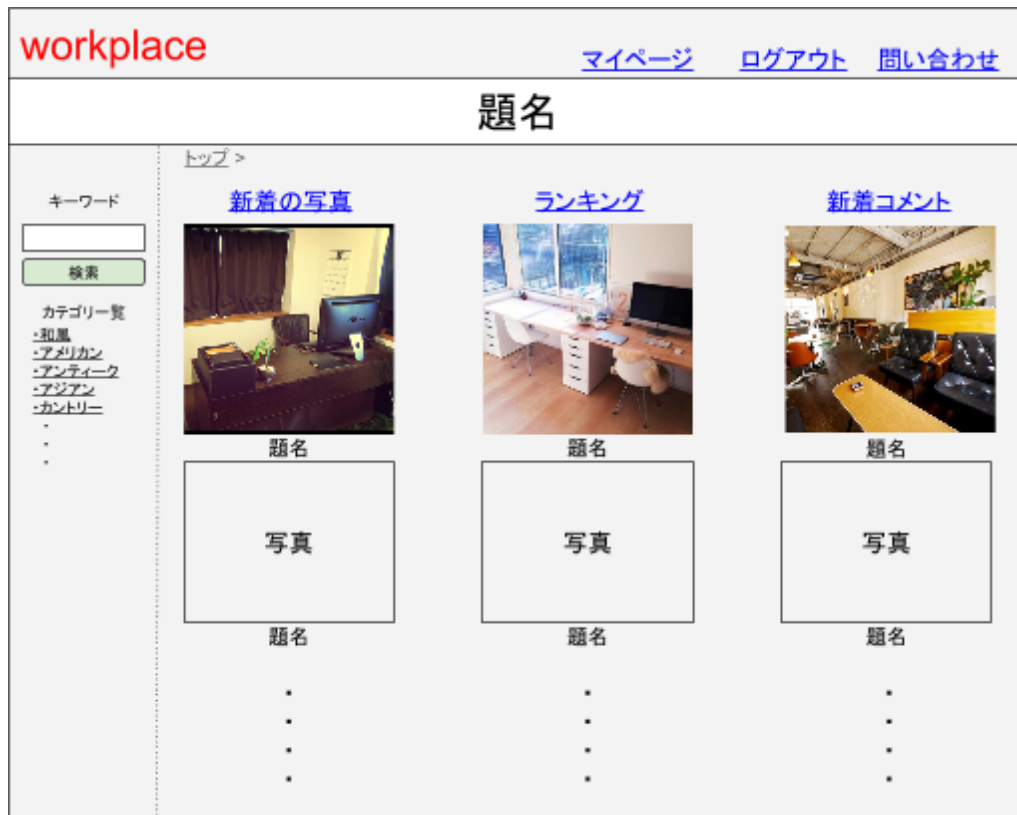 workplace
マイページ ログアウト 問い合わせ
題名
トップ >
キーワード
検索
カテゴリー覧
・和風
・アメリカン
・アンティーク
・アジアン
・カントリー
・
・
・
新着の写真 ランキング 新着コメント
題名 題名 題名
写真 写真 写真
題名 題名 題名
・ ・ ・
・ ・ ・
・ ・ ・
・ ・ ・